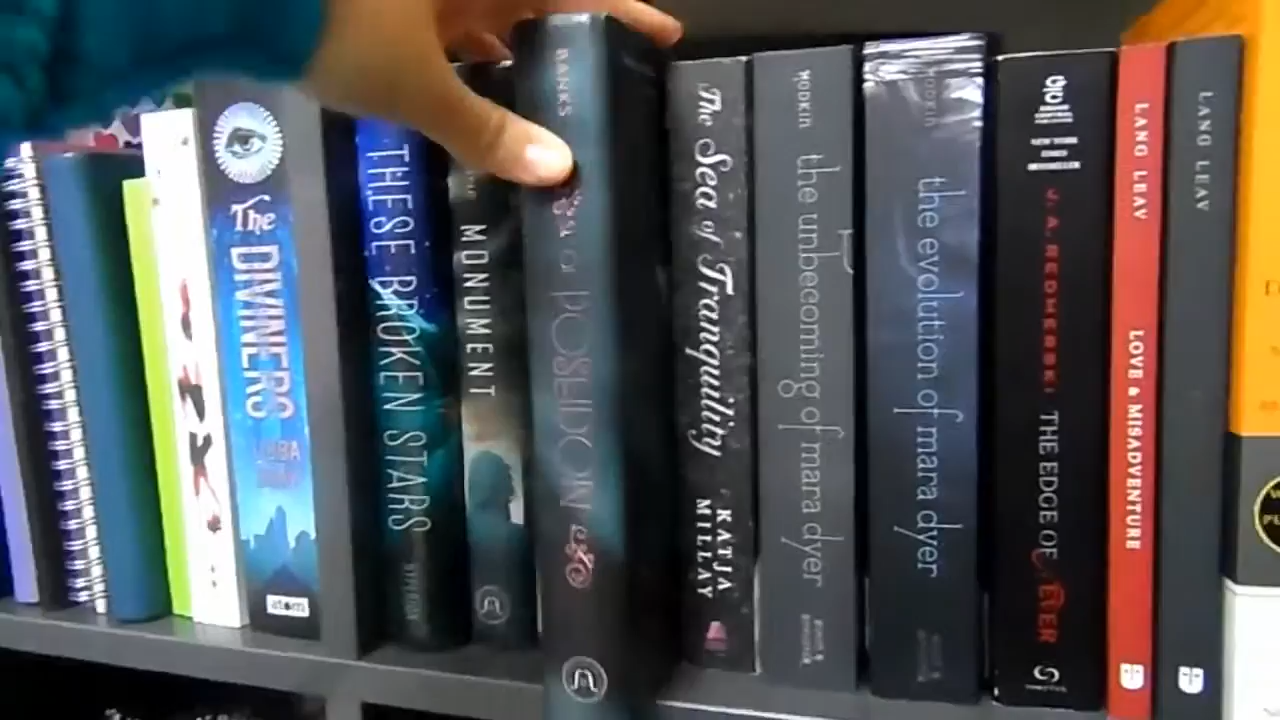 The
DIVINERS
atom
THESE BROKEN STARS
MONUMENT
BANKS
OF POSEIDON
The Sea of Tranquility
KATJA
MILLAY
HODKIN
the unbecoming of mara dyer
HODKIN
the evolution of mara dyer
NEW YORK
TIMES
BESTSELLER
J. A. REDMERSKI
THE EDGE OF
LANG LEAV
LOVE & MISADVENTURE
LANG LEAV